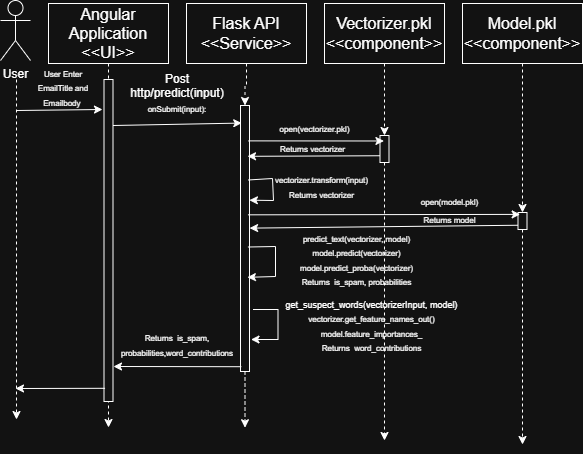 Angular
Application
<<UI>>
Flask API
<<Service>>
Vectorizer.pkl
<<component>>
Model.pkl
<<component>>
User
User Enter
EmailTitle and
Emailbody
Post
http/predict(input)
onSubmit(input):
open(vectorizer.pkl)
Returns vectorizer
vectorizer.transform(input)
Returns vectorizer
open(model.pkl)
Returns model
predict_text(vectorizer, model)
model.predict(vectorizer)
model.predict_proba(vectorizer)
Returns is_spam, probabilities
get_suspect_words(vectorizerInput, model)
vectorizer.get_feature_names_out()
model.feature_importances_
Returns word_contributions
Returns is_spam,
probabilities,word_contributions